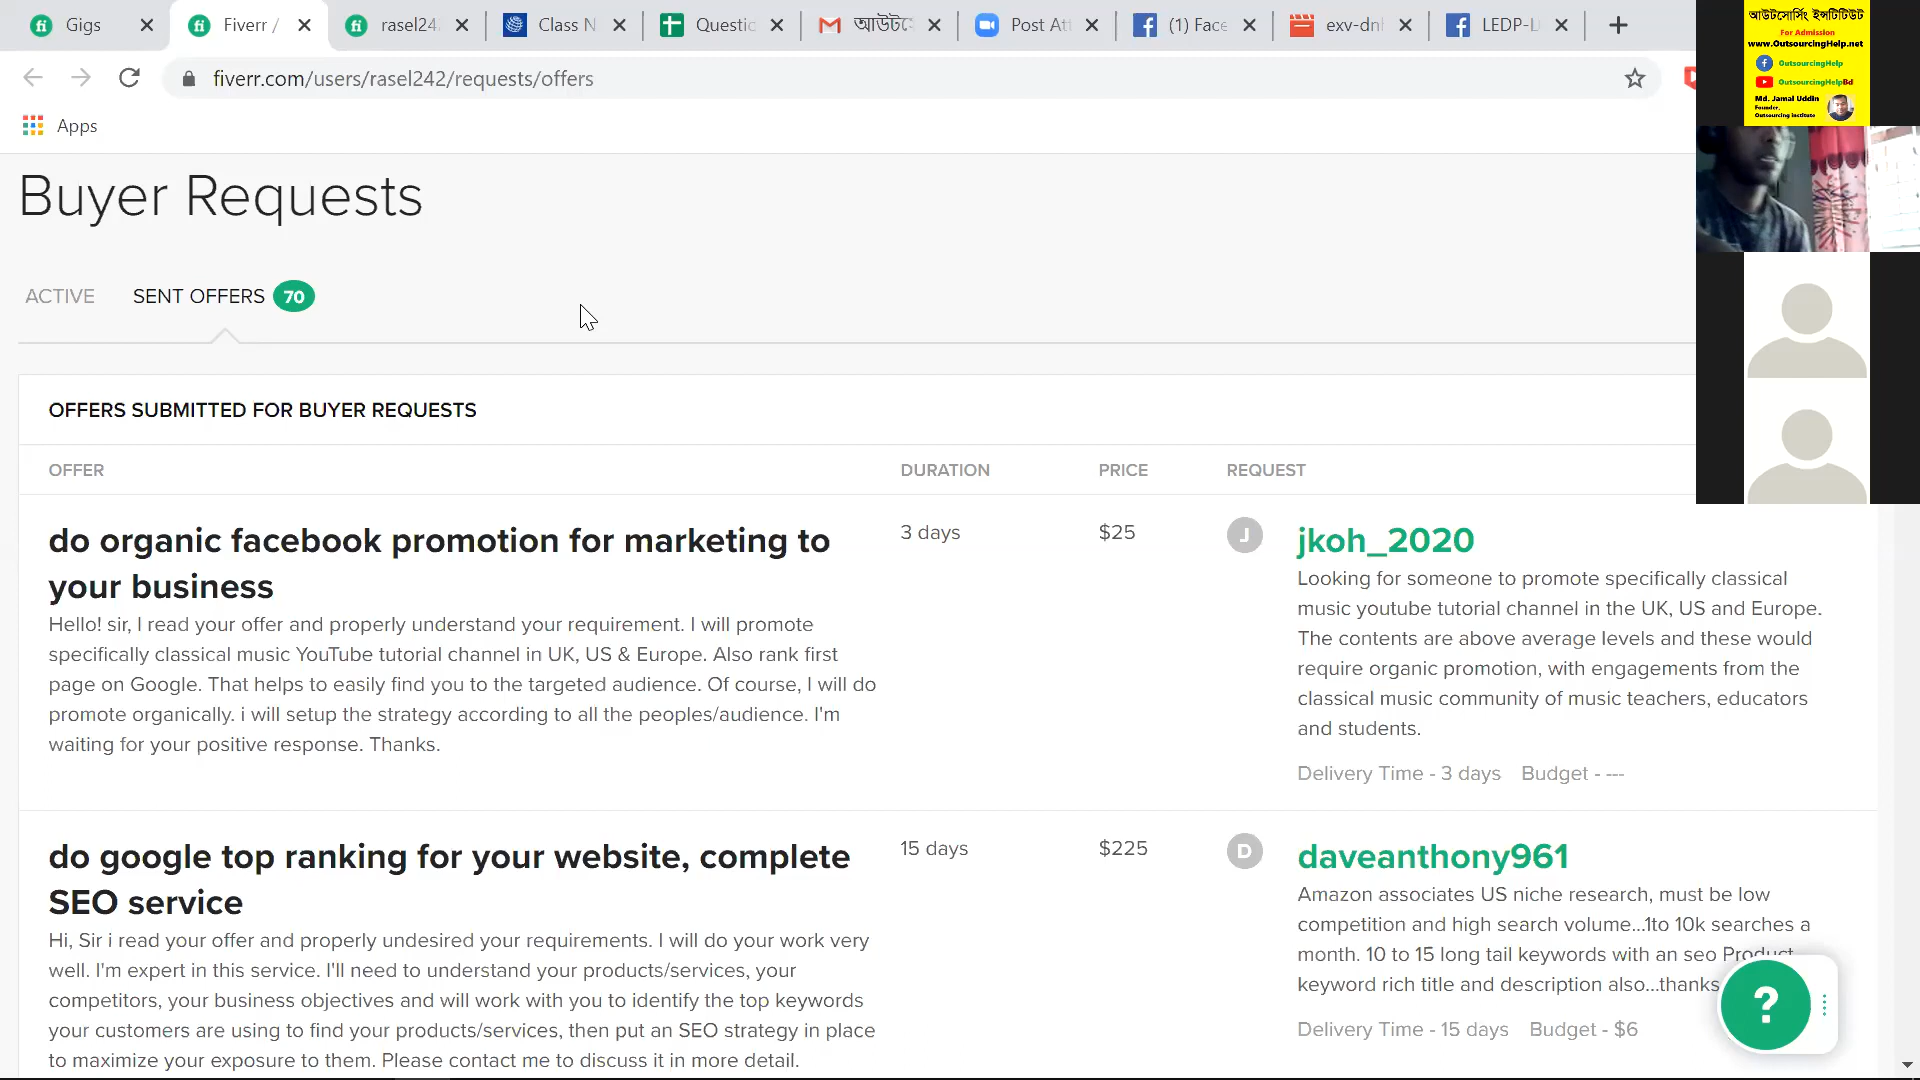 Gigs
Fiverr /
rasel24
Class N
Questic
আউটসে
Post Att
(1) Face
exv-dnl
LEDP-L
fiverr.com/users/rasel242/requests/offers
Apps
আউটসোর্সিং ইন্সটিটিউট
For Admission
www.OutsourcingHelp.net
OutsourcingHelp
OutsourcingHelpBd
Md. Jamal Uddin
Founder,
Outsourcing Institute
Buyer Requests
ACTIVE
SENT OFFERS 70
OFFERS SUBMITTED FOR BUYER REQUESTS
OFFER DURATION PRICE REQUEST
do organic facebook promotion for marketing to
your business
Hello! sir, I read your offer and properly understand your requirement. I will promote
specifically classical music YouTube tutorial channel in UK, US & Europe. Also rank first
page on Google. That helps to easily find you to the targeted audience. Of course, I will do
promote organically. i will setup the strategy according to all the peoples/audience. I'm
waiting for your positive response. Thanks.
3 days
$25
J
jkoh_2020
Looking for someone to promote specifically classical
music youtube tutorial channel in the UK, US and Europe.
The contents are above average levels and these would
require organic promotion, with engagements from the
classical music community of music teachers, educators
and students.
Delivery Time - 3 days Budget - ---
do google top ranking for your website, complete
SEO service
Hi, Sir i read your offer and properly undesired your requirements. I will do your work very
well. I'm expert in this service. I'll need to understand your products/services, your
competitors, your business objectives and will work with you to identify the top keywords
your customers are using to find your products/services, then put an SEO strategy in place
to maximize your exposure to them. Please contact me to discuss it in more detail.
15 days
$225
D
daveanthony961
Amazon associates US niche research, must be low
competition and high search volume...1to 10k searches a
month. 10 to 15 long tail keywords with an seo Product
keyword rich title and description also...thanks
Delivery Time - 15 days Budget - $6
?